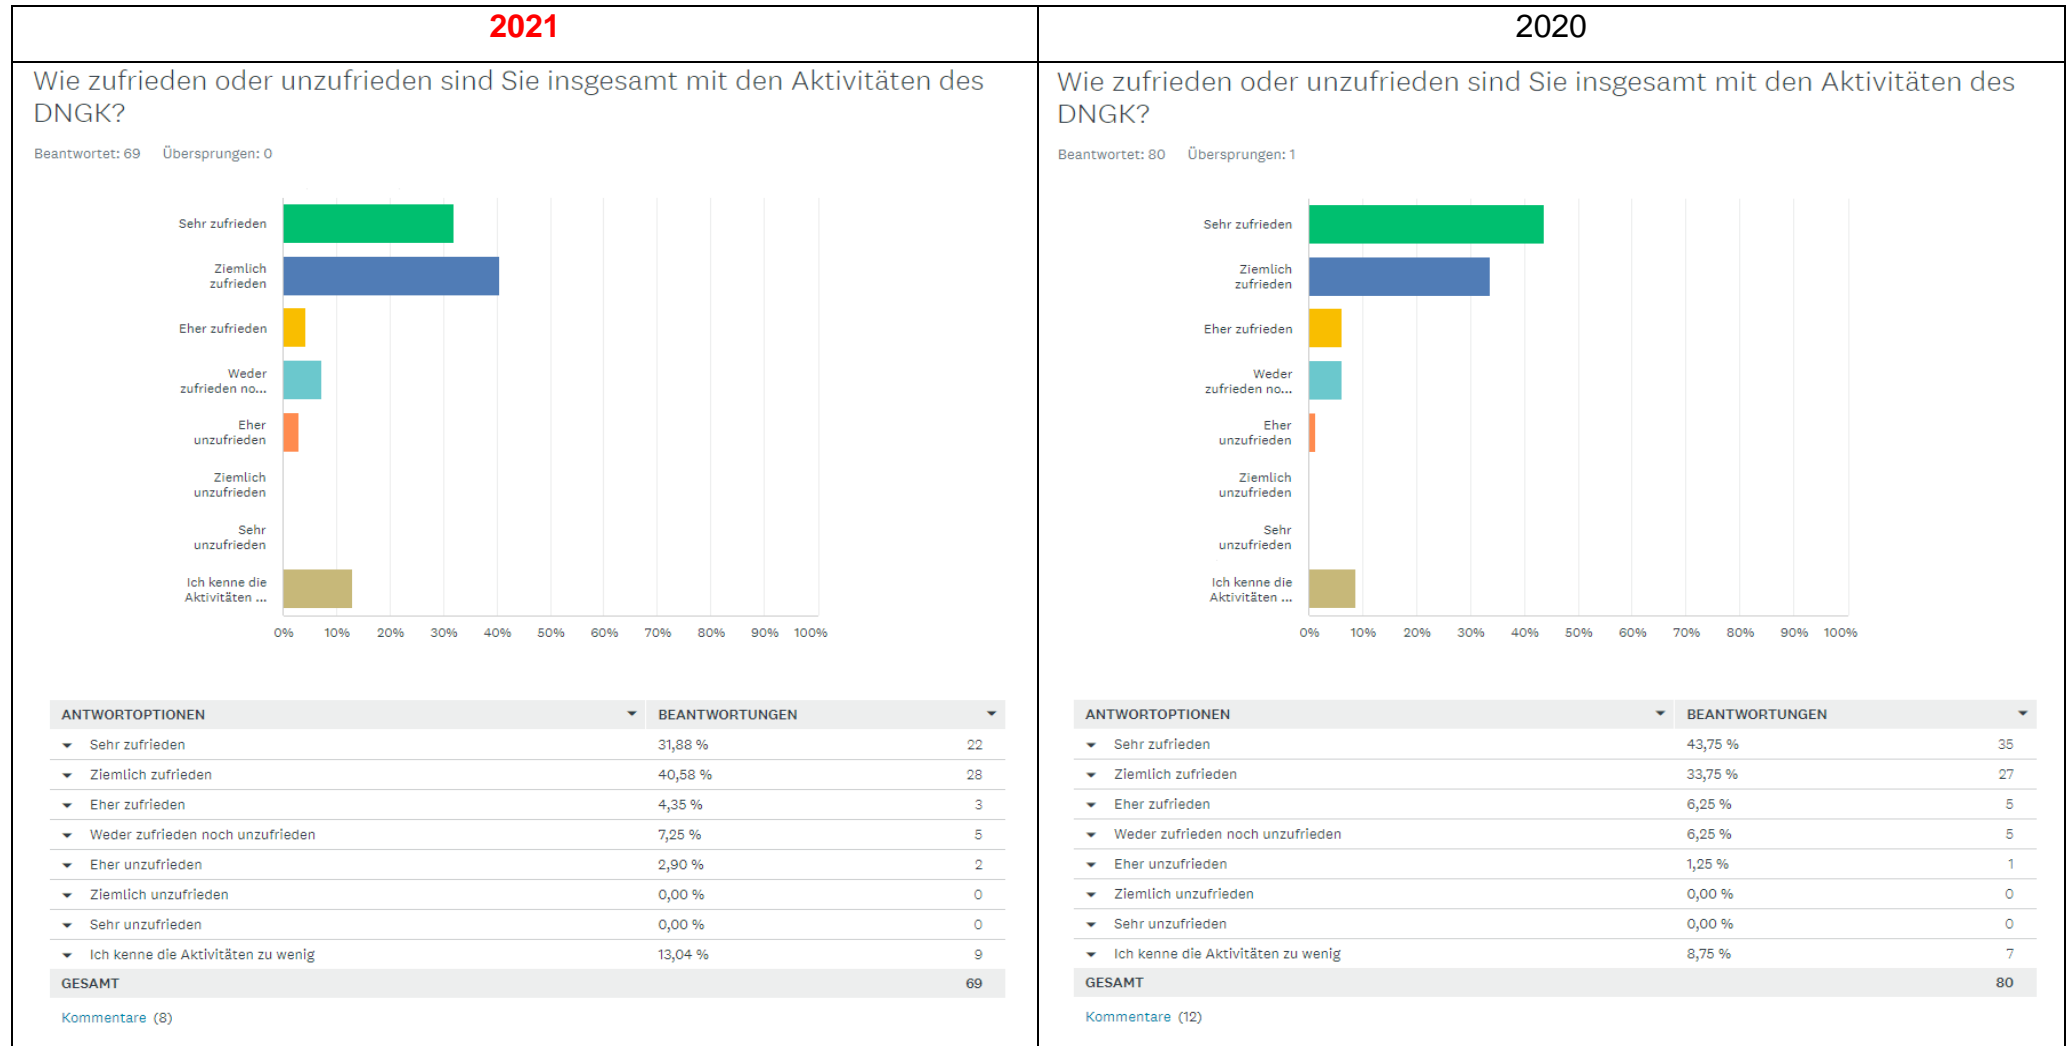 2021
Wie zufrieden oder unzufrieden sind Sie insgesamt mit den Aktivitäten des
DNGK?
Beantwortet: 69 Übersprungen: 0
Sehr zufrieden
Ziemlich
zufrieden
Eher zufrieden
Weder
zufrieden no...
Eher
unzufrieden
Ziemlich
unzufrieden
Sehr
unzufrieden
Ich kenne die
Aktivitäten ...
0% 10% 20% 30% 40% 50% 60% 70% 80% 90% 100%
ANTWORTOPTIONEN BEANTWORTUNGEN
Sehr zufrieden 31,88 % 22
Ziemlich zufrieden 40,58 % 28
Eher zufrieden 4,35 % 3
Weder zufrieden noch unzufrieden 7,25 % 5
Eher unzufrieden 2,90 % 2
Ziemlich unzufrieden 0,00 % 0
Sehr unzufrieden 0,00 % 0
Ich kenne die Aktivitäten zu wenig 13,04 % 9
GESAMT 69
Kommentare (8)
2020
Wie zufrieden oder unzufrieden sind Sie insgesamt mit den Aktivitäten des
DNGK?
Beantwortet: 80 Übersprungen: 1
Sehr zufrieden
Ziemlich
zufrieden
Eher zufrieden
Weder
zufrieden no...
Eher
unzufrieden
Ziemlich
unzufrieden
Sehr
unzufrieden
Ich kenne die
Aktivitäten ...
0% 10% 20% 30% 40% 50% 60% 70% 80% 90% 100%
ANTWORTOPTIONEN BEANTWORTUNGEN
Sehr zufrieden 43,75 % 35
Ziemlich zufrieden 33,75 % 27
Eher zufrieden 6,25 % 5
Weder zufrieden noch unzufrieden 6,25 % 5
Eher unzufrieden 1,25 % 1
Ziemlich unzufrieden 0,00 % 0
Sehr unzufrieden 0,00 % 0
Ich kenne die Aktivitäten zu wenig 8,75 % 7
GESAMT 80
Kommentare (12)